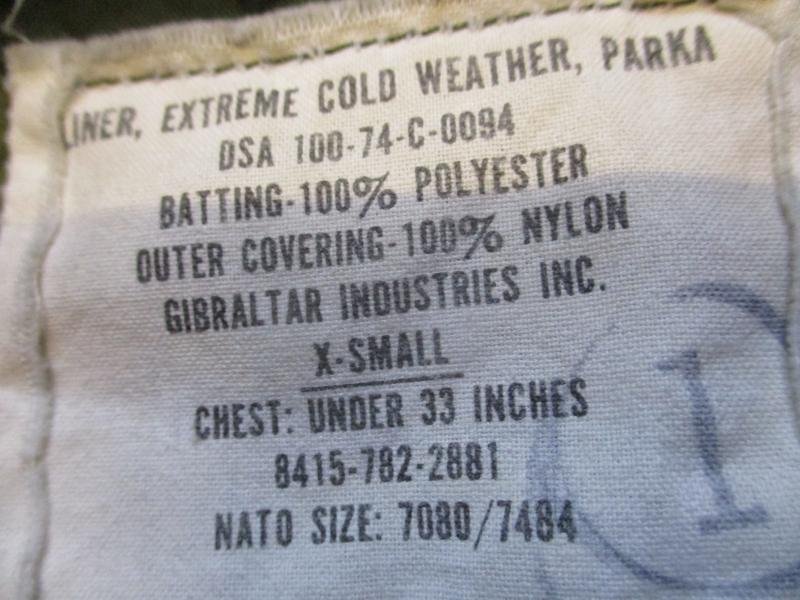 LINER, EXTREME COLD WEATHER, PARKA
DSA 100-74-C-0094
BATTING-100% POLYESTER
OUTER COVERING-100% NYLON
GIBRALTAR INDUSTRIES INC.
X-SMALL
CHEST: UNDER 33 INCHES
8415-782-2881
NATO SIZE: 7080/7484
1